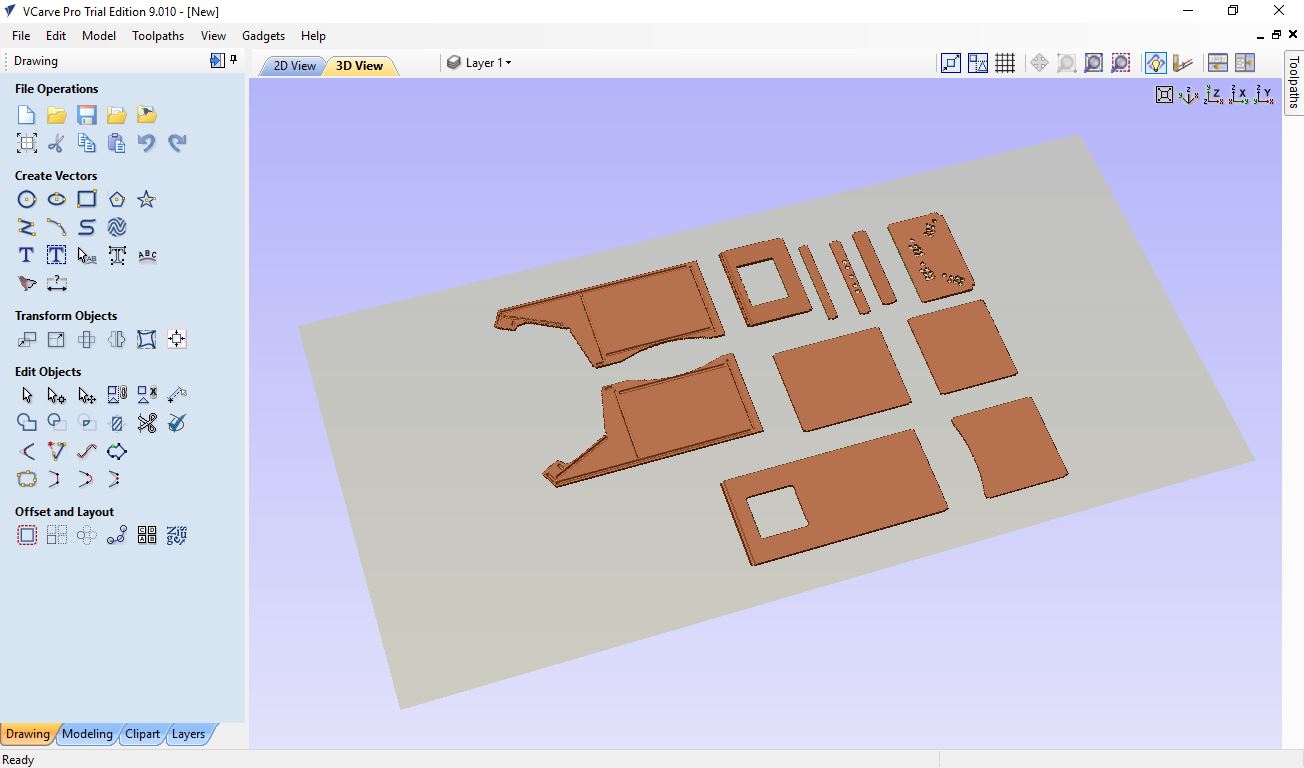 VCarve Pro Trial Edition 9.010 - [New]
File Edit Model Toolpaths View Gadgets Help
Drawing
2D View 3D View Layer 1
Toolpaths
File Operations
Create Vectors
Transform Objects
Edit Objects
Offset and Layout
Drawing Modeling Clipart Layers
Ready